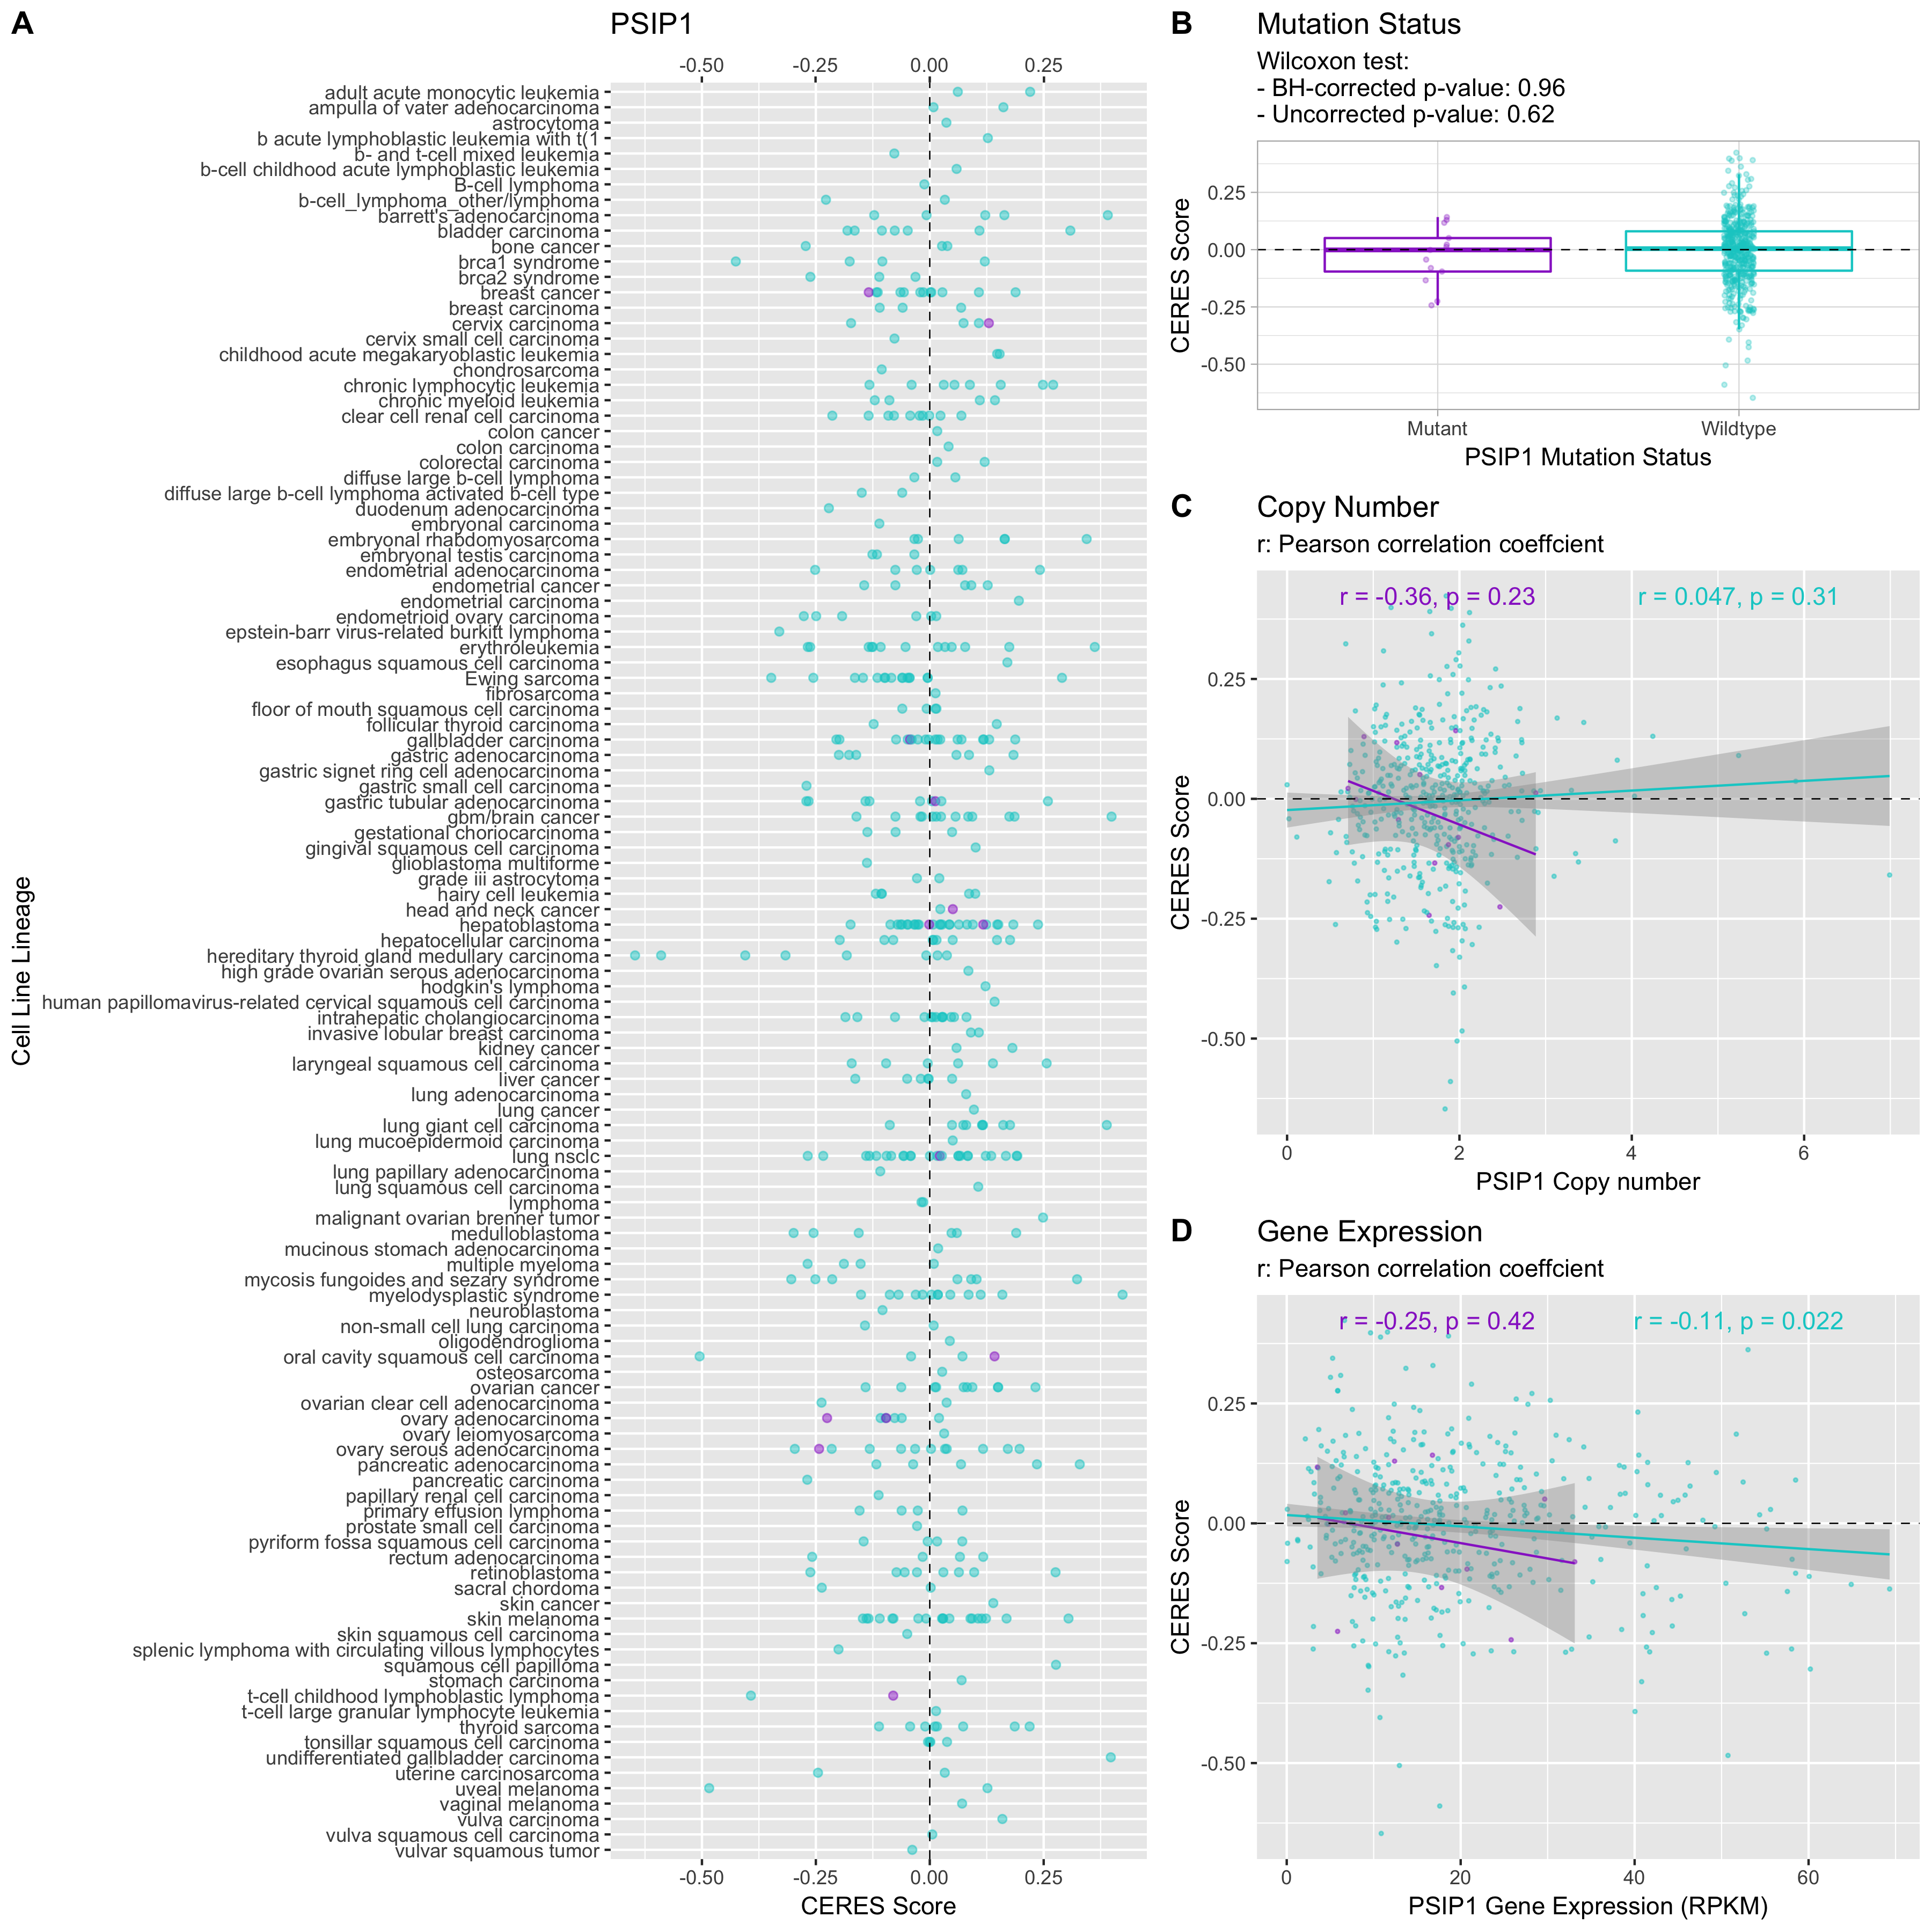 A
PSIP1
-0.50 -0.25 0.00 0.25
Cell Line Lineage
adult acute monocytic leukemia
ampulla of vater adenocarcinoma
astrocytoma
b acute lymphoblastic leukemia with t(1
b- and t-cell mixed leukemia
b-cell childhood acute lymphoblastic leukemia
B-cell lymphoma
b-cell_lymphoma_other/lymphoma
barrett's adenocarcinoma
bladder carcinoma
bone cancer
brca1 syndrome
brca2 syndrome
breast cancer
breast carcinoma
cervix carcinoma
cervix small cell carcinoma
childhood acute megakaryoblastic leukemia
chondrosarcoma
chronic lymphocytic leukemia
chronic myeloid leukemia
clear cell renal cell carcinoma
colon cancer
colon carcinoma
colorectal carcinoma
diffuse large b-cell lymphoma
diffuse large b-cell lymphoma activated b-cell type
duodenum adenocarcinoma
embryonal carcinoma
embryonal rhabdomyosarcoma
embryonal testis carcinoma
endometrial adenocarcinoma
endometrial cancer
endometrial carcinoma
endometrioid ovary carcinoma
epstein-barr virus-related burkitt lymphoma
erythroleukemia
esophagus squamous cell carcinoma
Ewing sarcoma
fibrosarcoma
floor of mouth squamous cell carcinoma
follicular thyroid carcinoma
gallbladder carcinoma
gastric adenocarcinoma
gastric signet ring cell adenocarcinoma
gastric small cell carcinoma
gastric tubular adenocarcinoma
gbm/brain cancer
gestational choriocarcinoma
gingival squamous cell carcinoma
glioblastoma multiforme
grade iii astrocytoma
hairy cell leukemia
head and neck cancer
hepatoblastoma
hepatocellular carcinoma
hereditary thyroid gland medullary carcinoma
high grade ovarian serous adenocarcinoma
hodgkin's lymphoma
human papillomavirus-related cervical squamous cell carcinoma
intrahepatic cholangiocarcinoma
invasive lobular breast carcinoma
kidney cancer
laryngeal squamous cell carcinoma
liver cancer
lung adenocarcinoma
lung cancer
lung giant cell carcinoma
lung mucoepidermoid carcinoma
lung nsclc
lung papillary adenocarcinoma
lung squamous cell carcinoma
lymphoma
malignant ovarian brenner tumor
medulloblastoma
mucinous stomach adenocarcinoma
multiple myeloma
mycosis fungoides and sezary syndrome
myelodysplastic syndrome
neuroblastoma
non-small cell lung carcinoma
oligodendroglioma
oral cavity squamous cell carcinoma
osteosarcoma
ovarian cancer
ovarian clear cell adenocarcinoma
ovary adenocarcinoma
ovary leiomyosarcoma
ovary serous adenocarcinoma
pancreatic adenocarcinoma
pancreatic carcinoma
papillary renal cell carcinoma
primary effusion lymphoma
prostate small cell carcinoma
pyriform fossa squamous cell carcinoma
rectum adenocarcinoma
retinoblastoma
sacral chordoma
skin cancer
skin melanoma
skin squamous cell carcinoma
splenic lymphoma with circulating villous lymphocytes
squamous cell papilloma
stomach carcinoma
t-cell childhood lymphoblastic lymphoma
t-cell large granular lymphocyte leukemia
thyroid sarcoma
tonsillar squamous cell carcinoma
undifferentiated gallbladder carcinoma
uterine carcinosarcoma
uveal melanoma
vaginal melanoma
vulva carcinoma
vulva squamous cell carcinoma
vulvar squamous tumor
-0.50 -0.25 0.00 0.25
CERES Score
B
Mutation Status
Wilcoxon test:
- BH-corrected p-value: 0.96
- Uncorrected p-value: 0.62
CERES Score
0.25
0.00
-0.25
-0.50
Mutant Wildtype
PSIP1 Mutation Status
C
Copy Number
r: Pearson correlation coeffcient
r = -0.36, p = 0.23 r = 0.047, p = 0.31
CERES Score
0.25
0.00
-0.25
-0.50
0 2 4 6
PSIP1 Copy number
D
Gene Expression
r: Pearson correlation coeffcient
r = -0.25, p = 0.42 r = -0.11, p = 0.022
CERES Score
0.25
0.00
-0.25
-0.50
0 20 40 60
PSIP1 Gene Expression (RPKM)